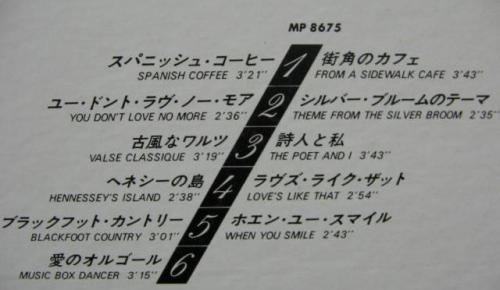 MP 8675
スパニッシュ・コーヒー 1 街角のカフェ
SPANISH COFFEE 3'21" FROM A SIDEWALK CAFE 3'43"
ユー・ドント・ラヴ・ノー・モア 2 シルバー・ブルームのテーマ
YOU DON'T LOVE NO MORE 2'36" THEME FROM THE SILVER BROOM 2'35"
古風なワルツ 3 詩人と私
VALSE CLASSIQUE 3'19" THE POET AND I 3'43"
ヘネシーの島 4 ラヴズ・ライク・ザット
HENNESSEY'S ISLAND 2'38" LOVE'S LIKE THAT 2'54"
ブラックフット・カントリー 5 ホエン・ユー・スマイル
BLACKFOOT COUNTRY 3'01" WHEN YOU SMILE 2'43"
愛のオルゴール 6
MUSIC BOX DANCER 3'15"